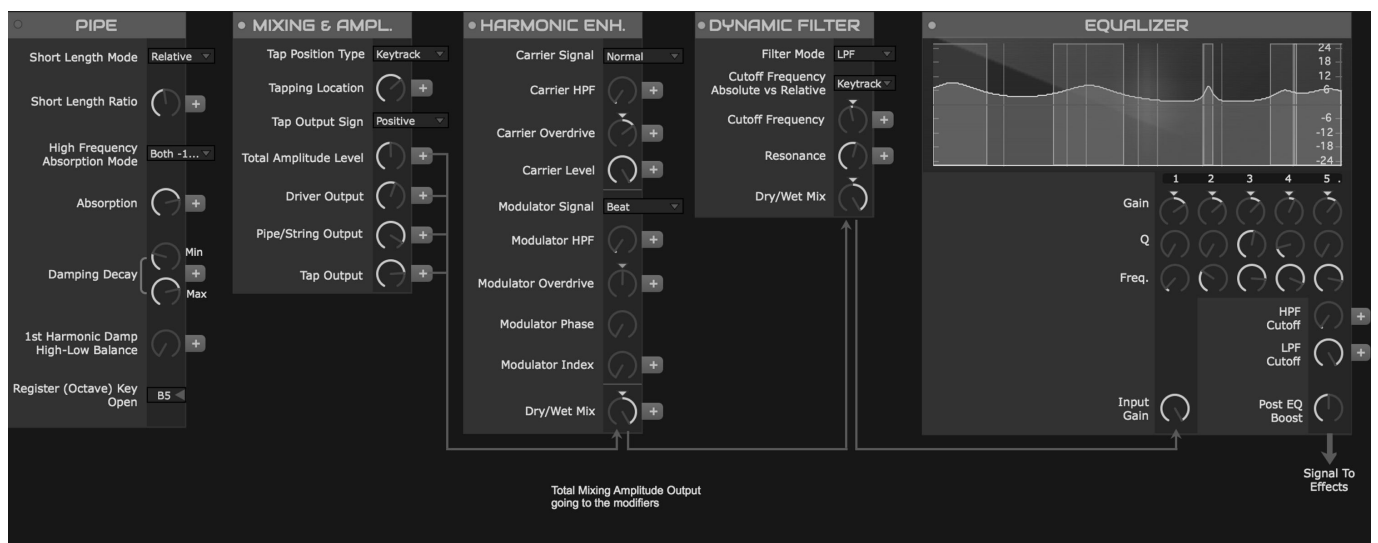 PIPE
Short Length Mode
Relative
Short Length Ratio
+
High Frequency
Absorption Mode
Both -1...
Absorption
+
Min
Damping Decay
+
Max
1st Harmonic Damp
High-Low Balance
+
Register (Octave) Key
Open
B5
MIXING & AMPL.
Tap Position Type
Keytrack
Tapping Location
+
Tap Output Sign
Positive
Total Amplitude Level
+
Driver Output
+
Pipe/String Output
+
Tap Output
+
HARMONIC ENH.
Carrier Signal
Normal
Carrier HPF
+
Carrier Overdrive
+
Carrier Level
+
Modulator Signal
Beat
Modulator HPF
+
Modulator Overdrive
+
Modulator Phase
Modulator Index
+
Dry/Wet Mix
+
DYNAMIC FILTER
Filter Mode
LPF
Cutoff Frequency
Absolute vs Relative
Keytrack
Cutoff Frequency
+
Resonance
+
Dry/Wet Mix
EQUALIZER
24
18
12
6
-6
-12
-18
-24
1 2 3 4 5 .
Gain
Q
Freq.
HPF
Cutoff
+
LPF
Cutoff
+
Input
Gain
Post EQ
Boost
Signal To
Effects
Total Mixing Amplitude Output
going to the modifiers